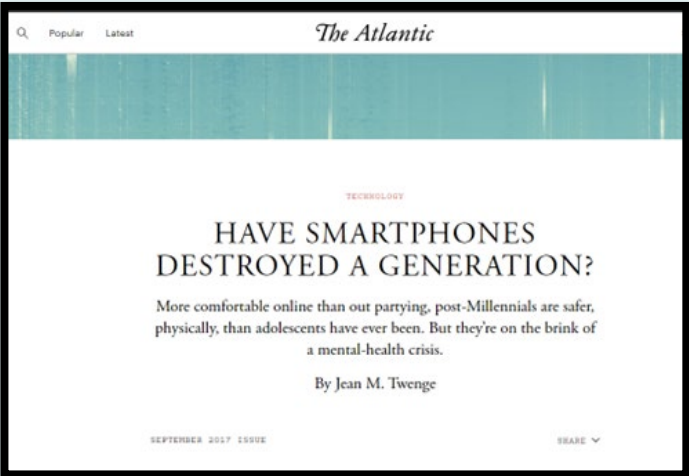 Popular Latest The Atlantic
TECHNOLOGY
HAVE SMARTPHONES
DESTROYED A GENERATION?
More comfortable online than out partying, post-Millennials are safer,
physically, than adolescents have ever been. But they're on the brink of
a mental-health crisis.
By Jean M. Twenge
SEPTEMBER 2017 ISSUE SHARE